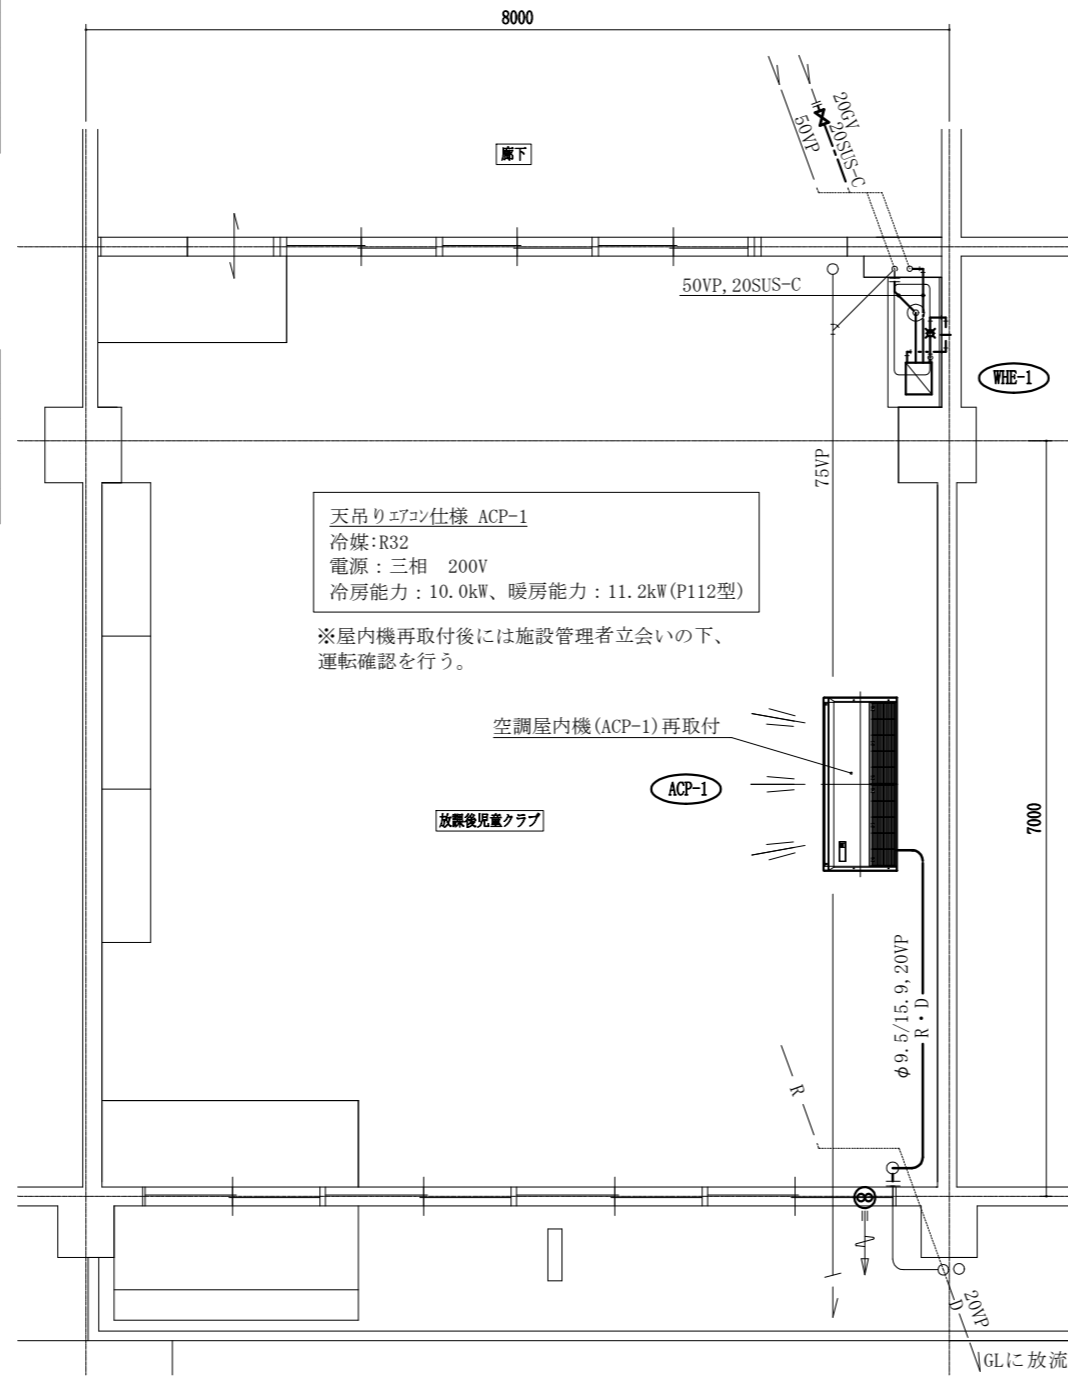 8000
20GV
20SUS-C
50VP
廊下
50VP,20SUS-C
WHE-1
75VP
天吊りエアコン仕様 ACP-1
冷媒:R32
電源：三相　200V
冷房能力：10.0kW、暖房能力：11.2kW(P112型)
※屋内機再取付後には施設管理者立会いの下、
運転確認を行う。
空調屋内機(ACP-1)再取付
ACP-1
放課後児童クラブ
7000
φ9.5/15.9,20VP
R・D
R
20VP
D
GLに放流